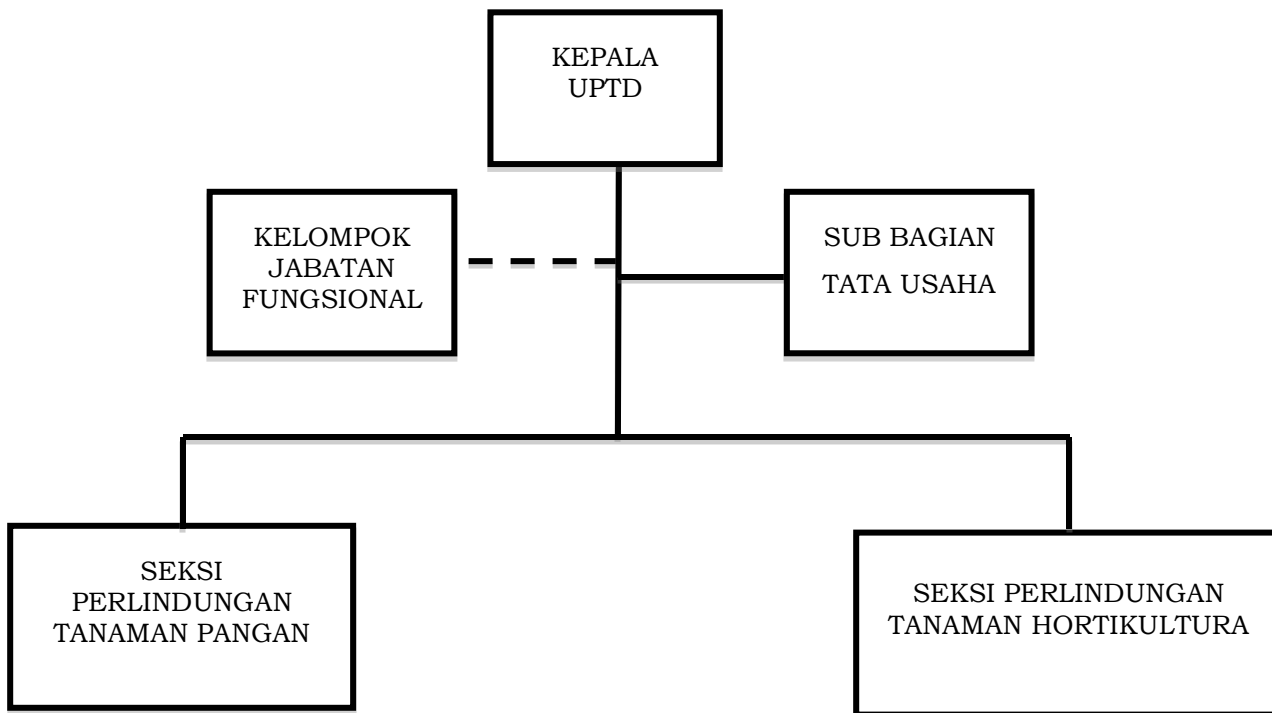 KEPALA
UPTD
KELOMPOK
JABATAN
FUNGSIONAL
SUB BAGIAN
TATA USAHA
SEKSI
PERLINDUNGAN
TANAMAN PANGAN
SEKSI PERLINDUNGAN
TANAMAN HORTIKULTURA